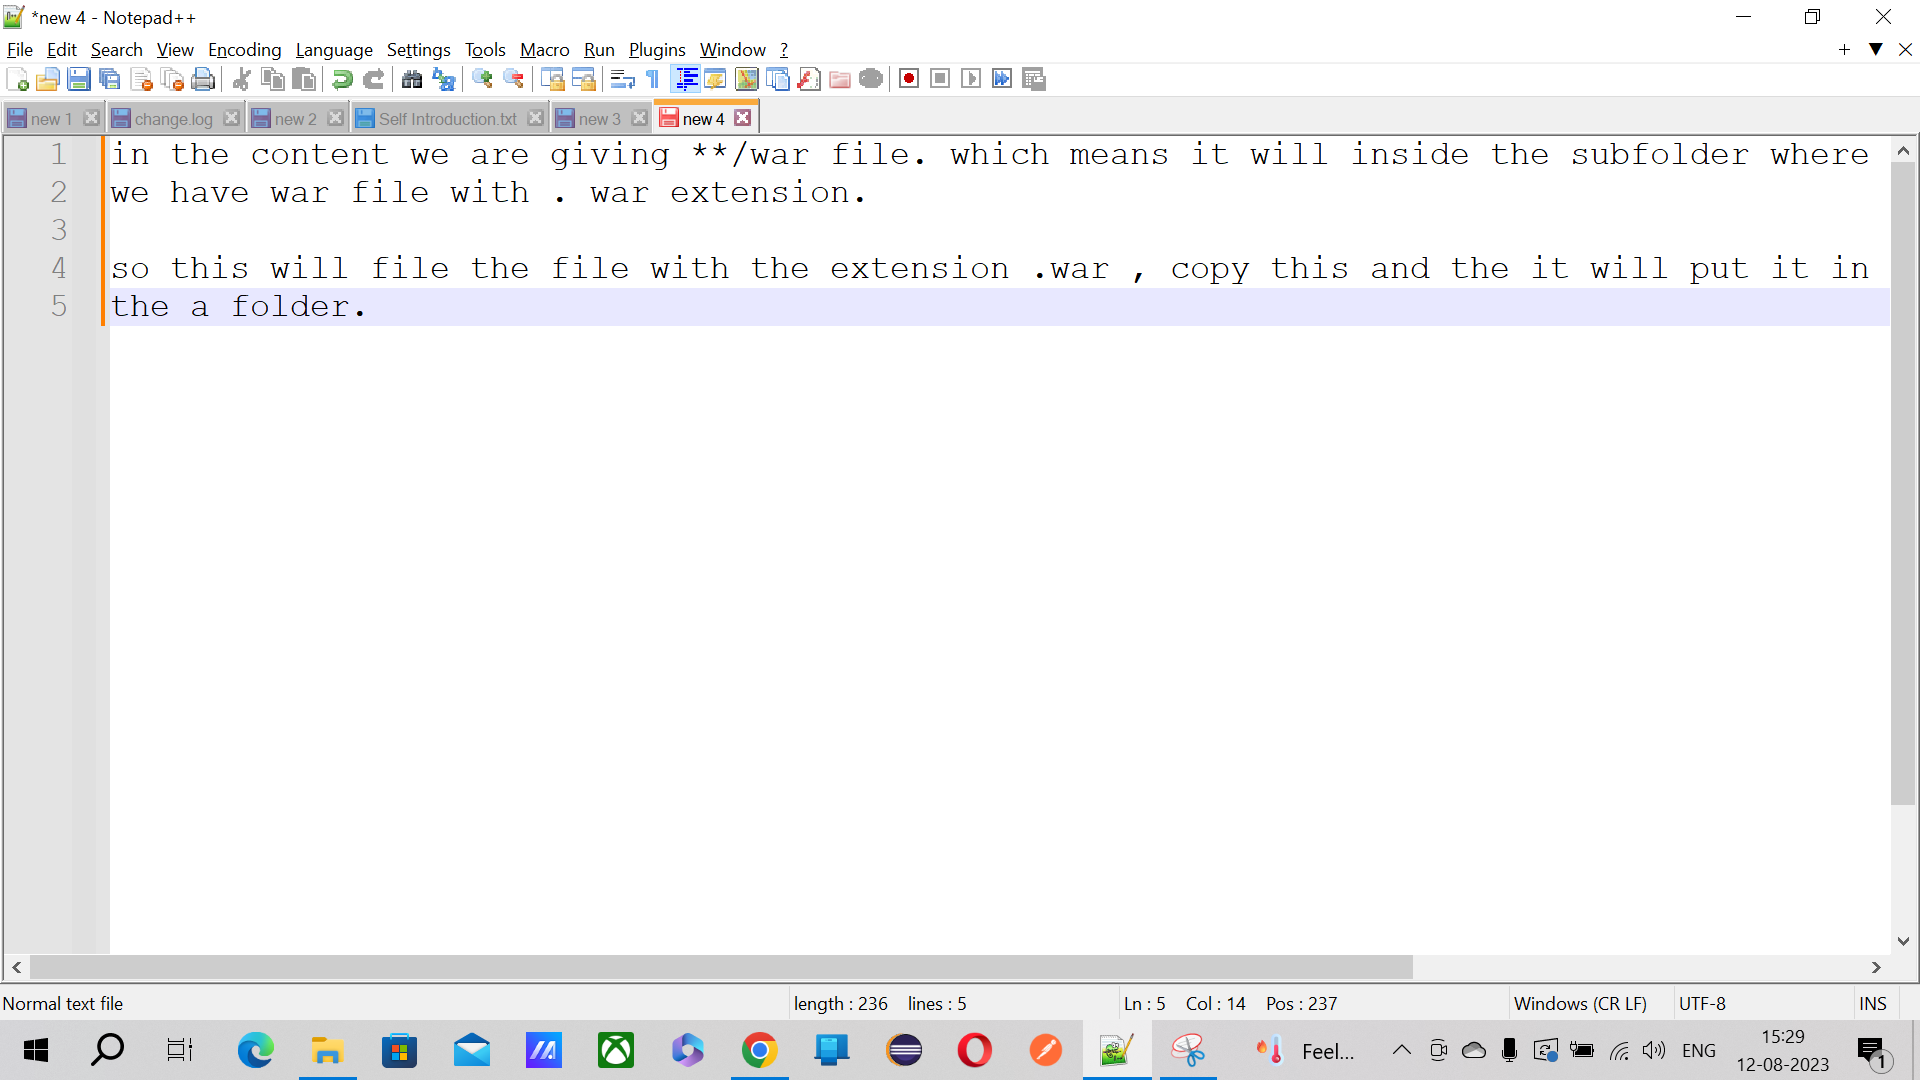 *new 4 - Notepad++
File Edit Search View Encoding Language Settings Tools Macro Run Plugins Window ?
new 1 change.log new 2 Self Introduction.txt new 3 new 4
1 in the content we are giving **/war file. which means it will inside the subfolder where
2 we have war file with . war extension.
3
4 so this will file the file with the extension .war , copy this and the it will put it in
5 the a folder.
Normal text file length : 236 lines : 5 Ln : 5 Col : 14 Pos : 237 Windows (CR LF) UTF-8 INS
Feel... ENG 15:29
12-08-2023 1